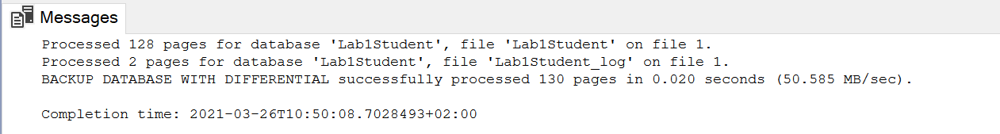 Messages
Processed 128 pages for database 'Lab1Student', file 'Lab1Student' on file 1.
Processed 2 pages for database 'Lab1Student', file 'Lab1Student_log' on file 1.
BACKUP DATABASE WITH DIFFERENTIAL successfully processed 130 pages in 0.020 seconds (50.585 MB/sec).
Completion time: 2021-03-26T10:50:08.7028493+02:00